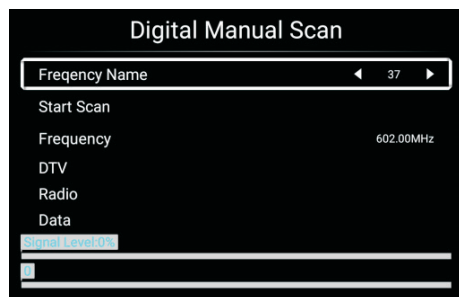 Digital Manual Scan
Freqency Name 37
Start Scan
Frequency 602.00MHz
DTV
Radio
Data
Signal Level:0%
0